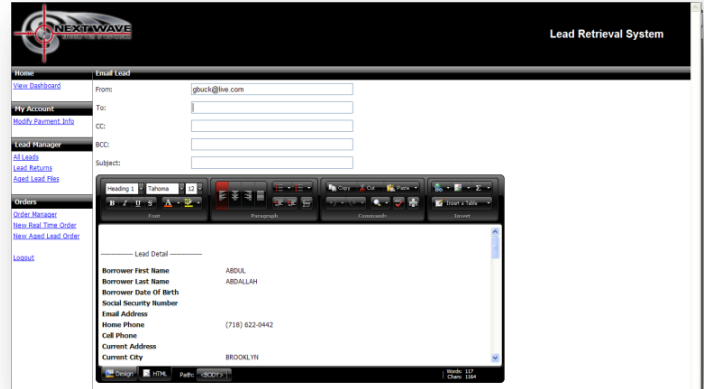 NEXT WAVE
Lead Retrieval System
Home
View Dashboard
My Account
Modify Payment Info
Lead Manager
All Leads
Lead Returns
Aged Lead Files
Orders
Order Manager
New Real Time Order
New Aged Lead Order
Logout
Email Lead
From: gbuck@live.com
To:
CC:
BCC:
Subject:
Heading 1 Tahoma 12
Copy Cut Paste
B I U S A
Insert a Table
Font Paragraph Commands Insert
-------------- Lead Detail --------------
Borrower First Name ABDUL
Borrower Last Name ABDALLAH
Borrower Date Of Birth
Social Security Number
Email Address
Home Phone (718) 622-0442
Cell Phone
Current Address
Current City BROOKLYN
Design HTML Path: <BODY>
Words: 117
Chars: 1164